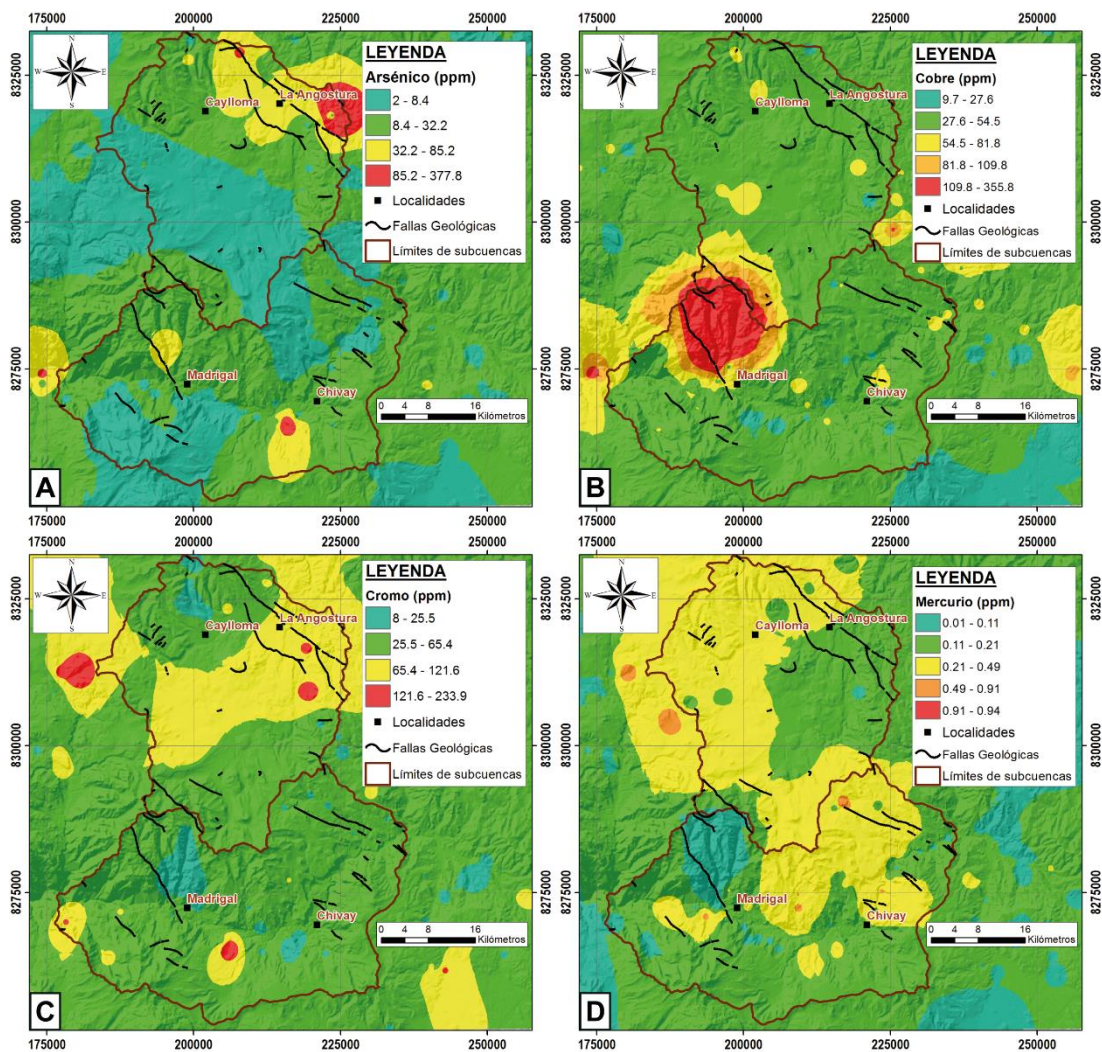 175000 200000 225000 250000
175000 200000 225000 250000
N
W E
S
LEYENDA
Arsénico (ppm)
2 - 8.4
8.4 - 32.2
32.2 - 85.2
85.2 - 377.8
Localidades
Fallas Geológicas
Límites de subcuencas
Caylloma
La Angostura
Madrigal
Chivay
0 4 8 16
Kilómetros
8325000
8300000
8275000
A
N
W E
S
LEYENDA
Cobre (ppm)
9.7 - 27.6
27.6 - 54.5
54.5 - 81.8
81.8 - 109.8
109.8 - 355.8
Localidades
Fallas Geológicas
Límites de subcuencas
Caylloma
La Angostura
Madrigal
Chivay
0 4 8 16
Kilómetros
8325000
8300000
8275000
B
175000 200000 225000 250000
175000 200000 225000 250000
N
W E
S
LEYENDA
Cromo (ppm)
8 - 25.5
25.5 - 65.4
65.4 - 121.6
121.6 - 233.9
Localidades
Fallas Geológicas
Límites de subcuencas
Caylloma
La Angostura
Madrigal
Chivay
0 4 8 16
Kilómetros
8325000
8300000
8275000
C
N
W E
S
LEYENDA
Mercurio (ppm)
0.01 - 0.11
0.11 - 0.21
0.21 - 0.49
0.49 - 0.91
0.91 - 0.94
Localidades
Fallas Geológicas
Límites de subcuencas
Caylloma
La Angostura
Madrigal
Chivay
0 4 8 16
Kilómetros
8325000
8300000
8275000
D
175000 200000 225000 250000
175000 200000 225000 250000